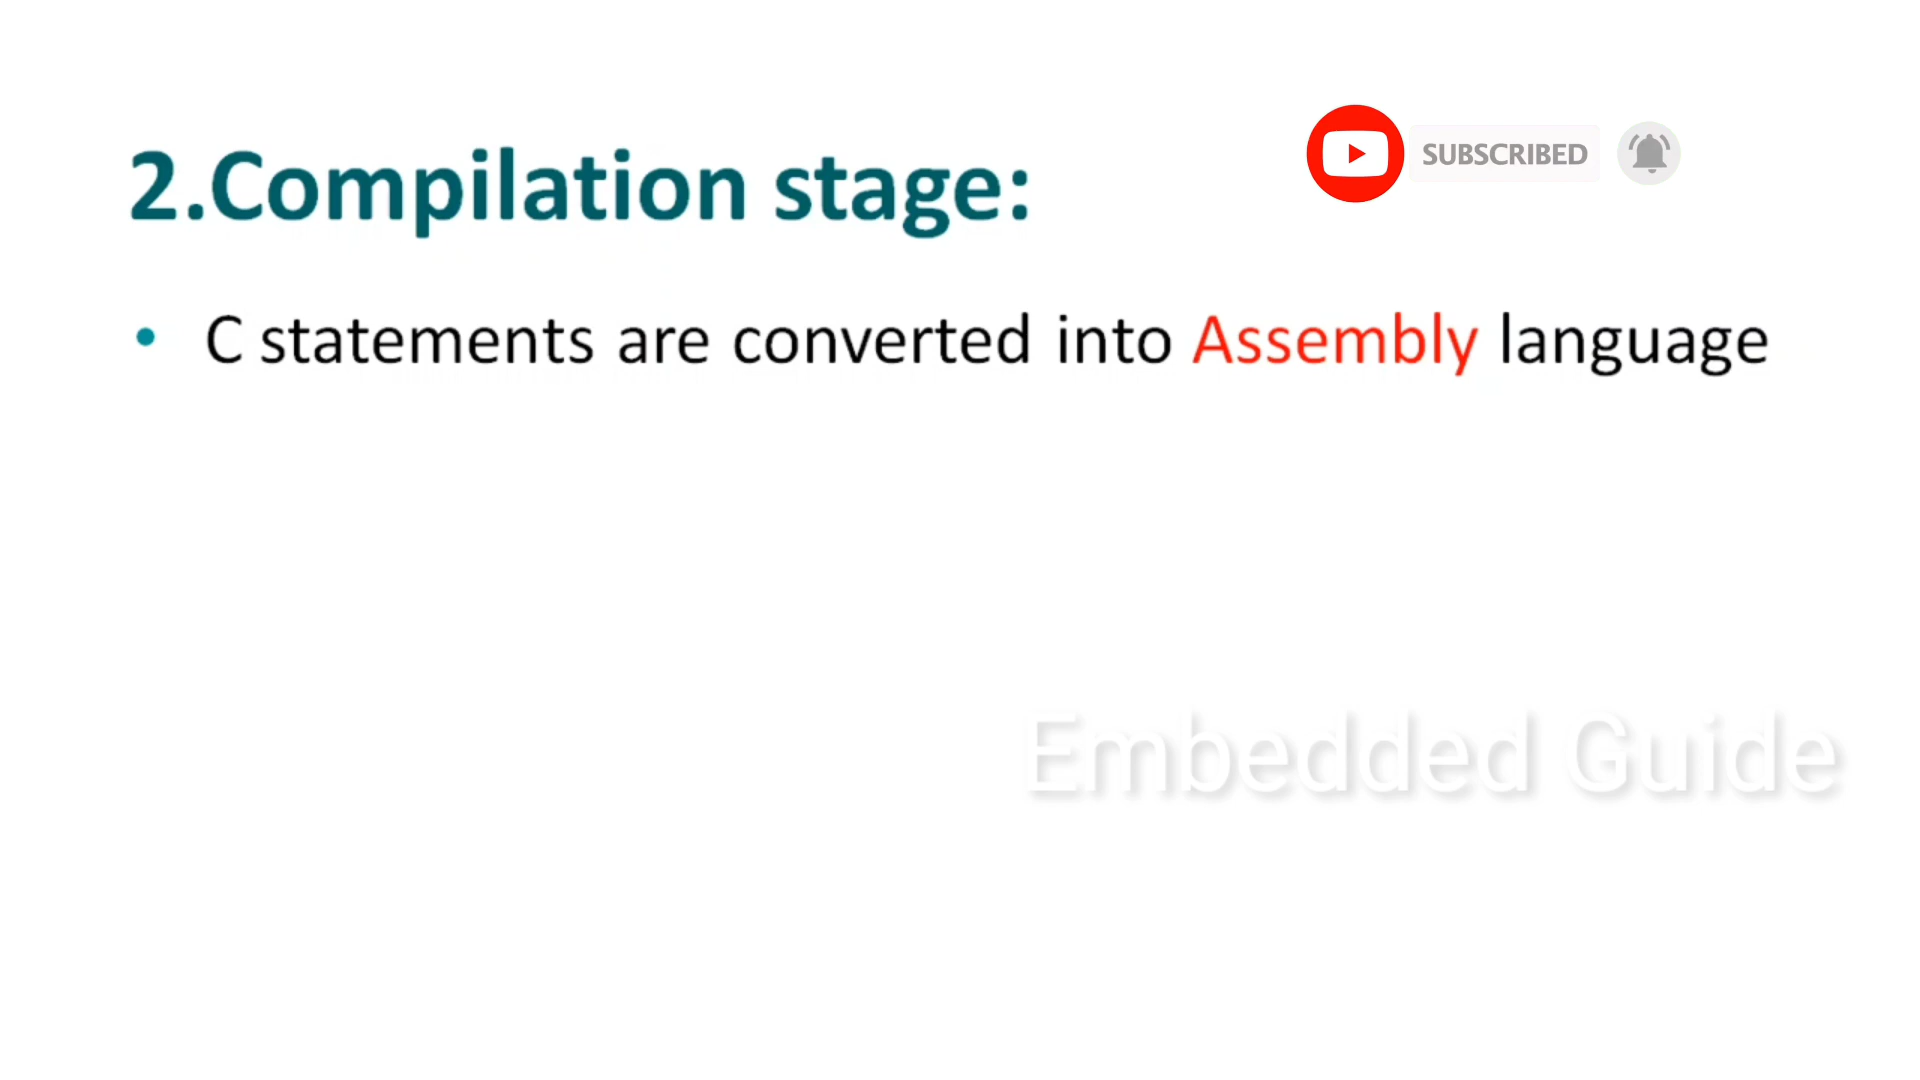 SUBSCRIBED
2.Compilation stage:
• C statements are converted into Assembly language
Embedded Guide